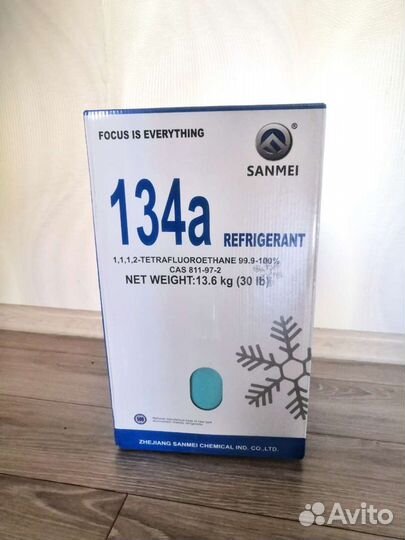 FOCUS IS EVERYTHING
®
SANMEI
134a REFRIGERANT
1,1,1,2-TETRAFLUOROETHANE 99.9-100%
CAS 811-97-2
NET WEIGHT:13.6 kg (30 lb)
ZHEJIANG SANMEI CHEMICAL IND. CO.,LTD.
Avito